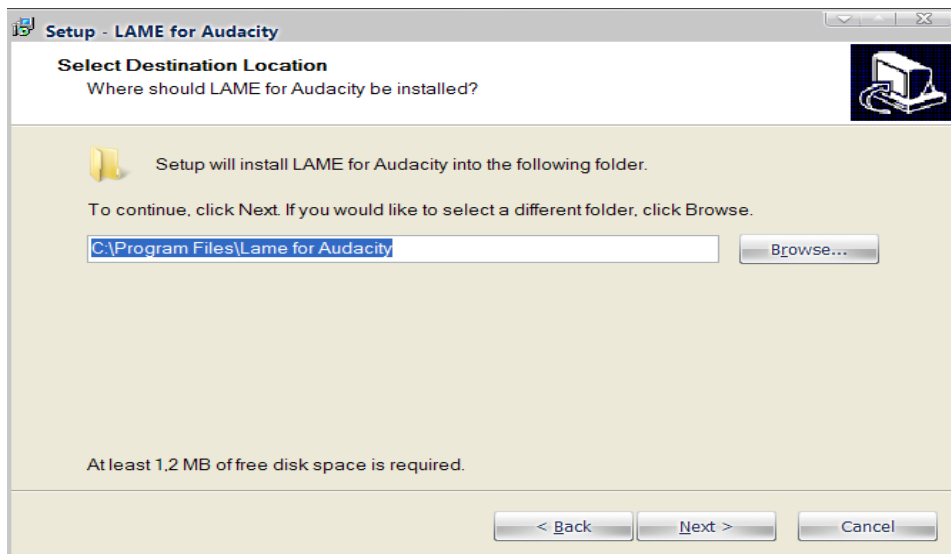 Setup - LAME for Audacity
Select Destination Location
Where should LAME for Audacity be installed?
Setup will install LAME for Audacity into the following folder.
To continue, click Next. If you would like to select a different folder, click Browse.
C:\Program Files\Lame for Audacity
Browse...
At least 1,2 MB of free disk space is required.
< Back
Next >
Cancel